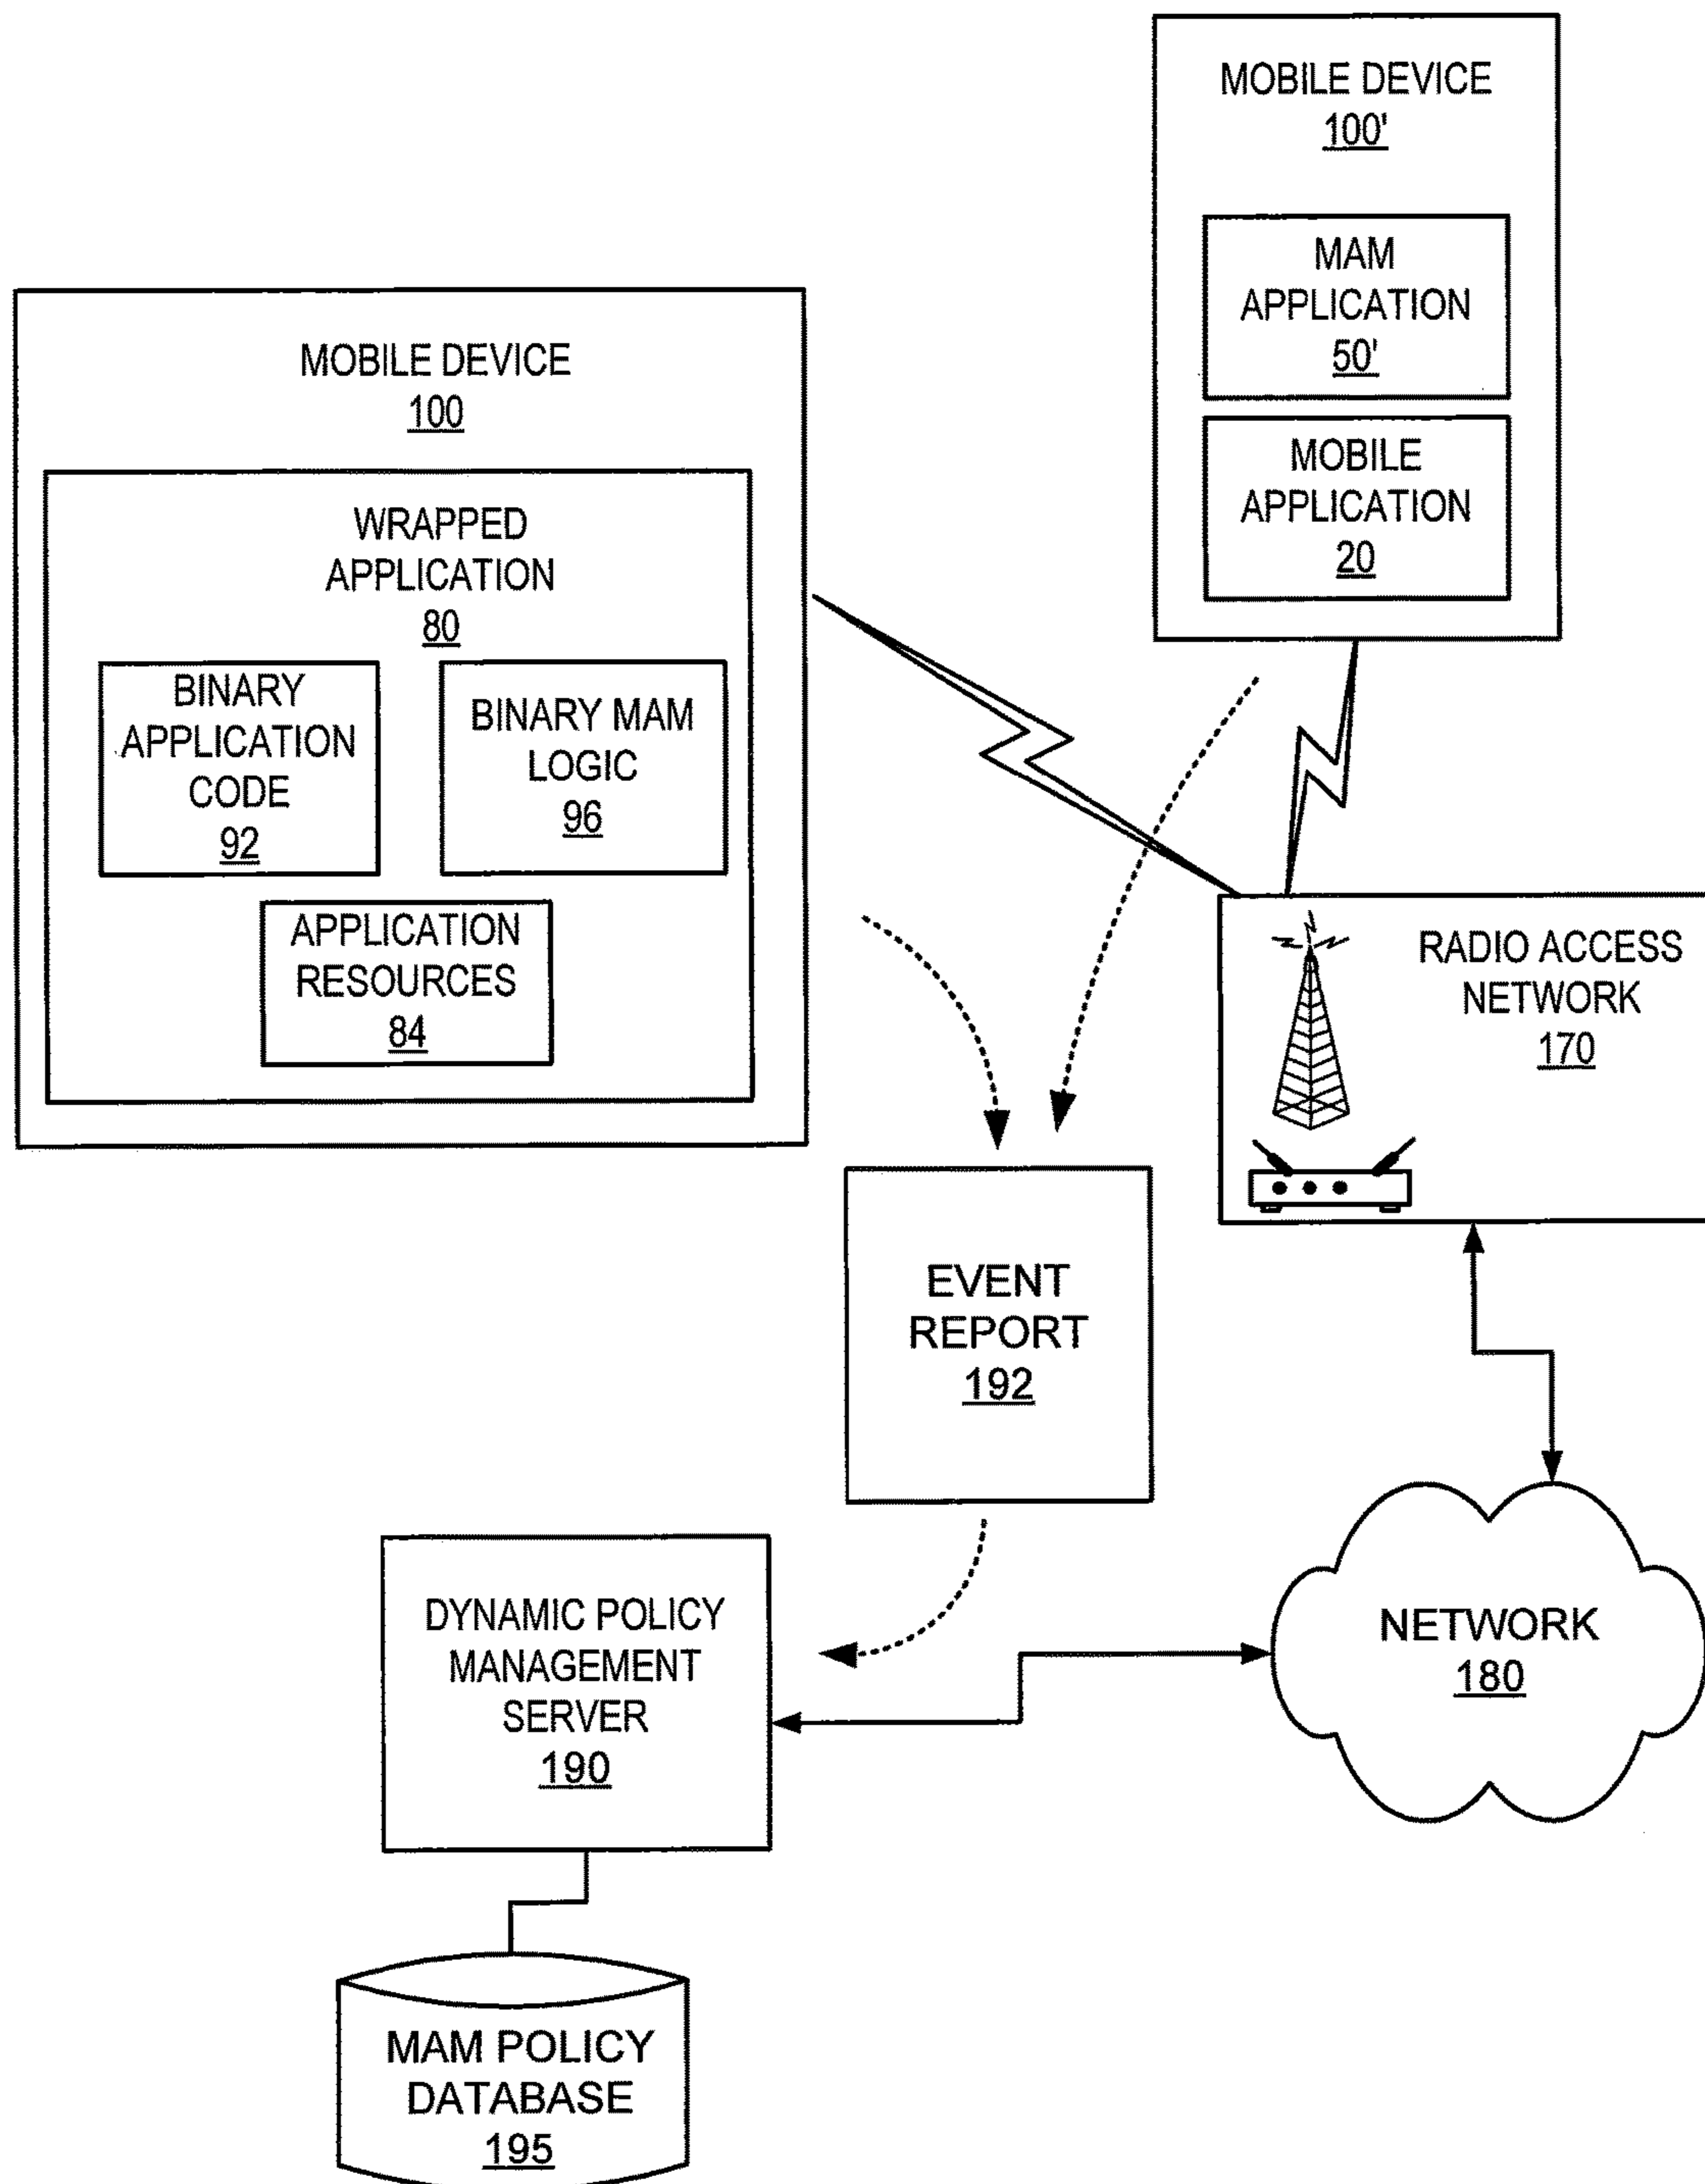 MOBILE DEVICE
100'
MAM
APPLICATION
50'
MOBILE
APPLICATION
20
MOBILE DEVICE
100
WRAPPED
APPLICATION
80
BINARY
APPLICATION
CODE
92
BINARY MAM
LOGIC
96
APPLICATION
RESOURCES
84
RADIO ACCESS
NETWORK
170
EVENT
REPORT
192
DYNAMIC POLICY
MANAGEMENT
SERVER
190
NETWORK
180
MAM POLICY
DATABASE
195